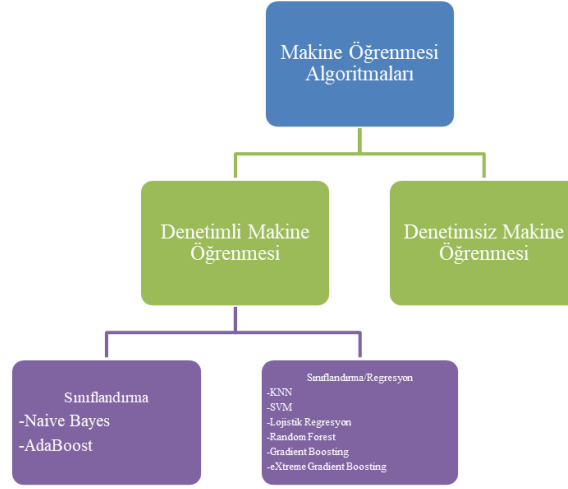 Makine Öğrenmesi
Algoritmaları
Denetimli Makine
Öğrenmesi
Denetimsiz Makine
Öğrenmesi
Sınıflandırma
-Naive Bayes
-AdaBoost
Sınıflandırma/Regresyon
-KNN
-SVM
-Lojistik Regresyon
-Random Forest
-Gradient Boosting
-eXtreme Gradient Boosting